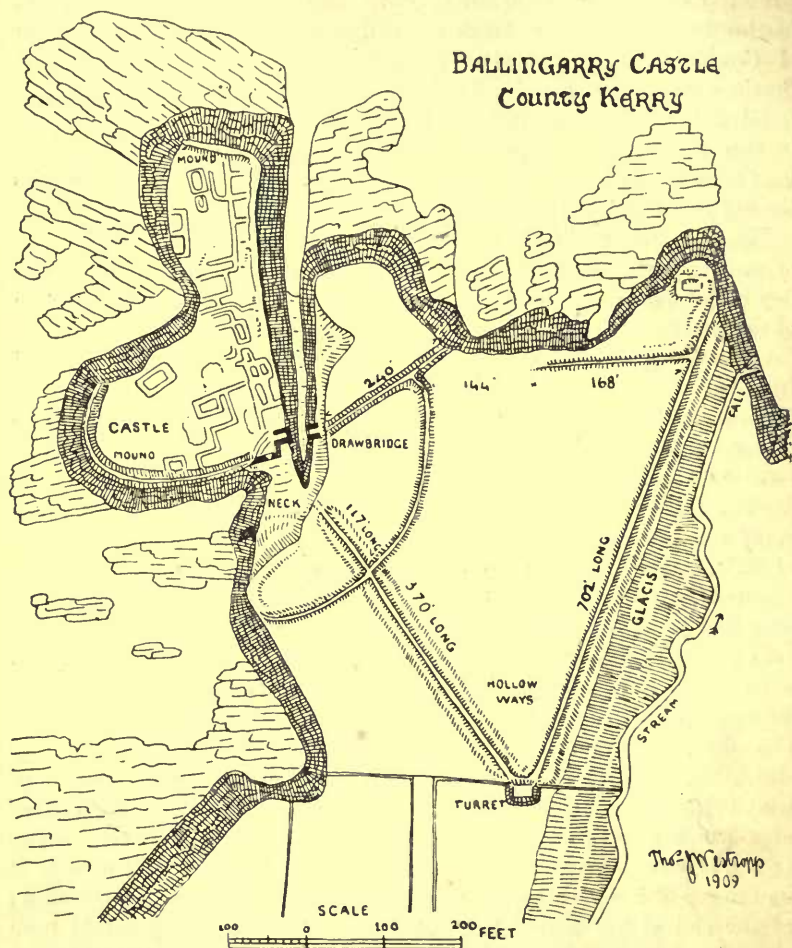 BALLINGARRY CASTLE
COUNTY KERRY
MOUND
240'
144'
168'
FALL
CASTLE
DRAWBRIDGE
MOUND
NECK
117' LONG
570' LONG
702' LONG
GLACIS
HOLLOW
WAYS
STREAM
TURRET
Thos J Westropp
1909
SCALE
100 0 100 200 FEET